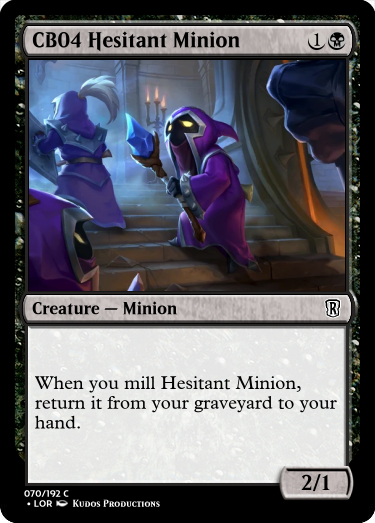 CB04 Hesitant Minion 1
Creature — Minion
When you mill Hesitant Minion,
return it from your graveyard to your
hand.
2/1
070/192 C
• LOR Kudos Productions